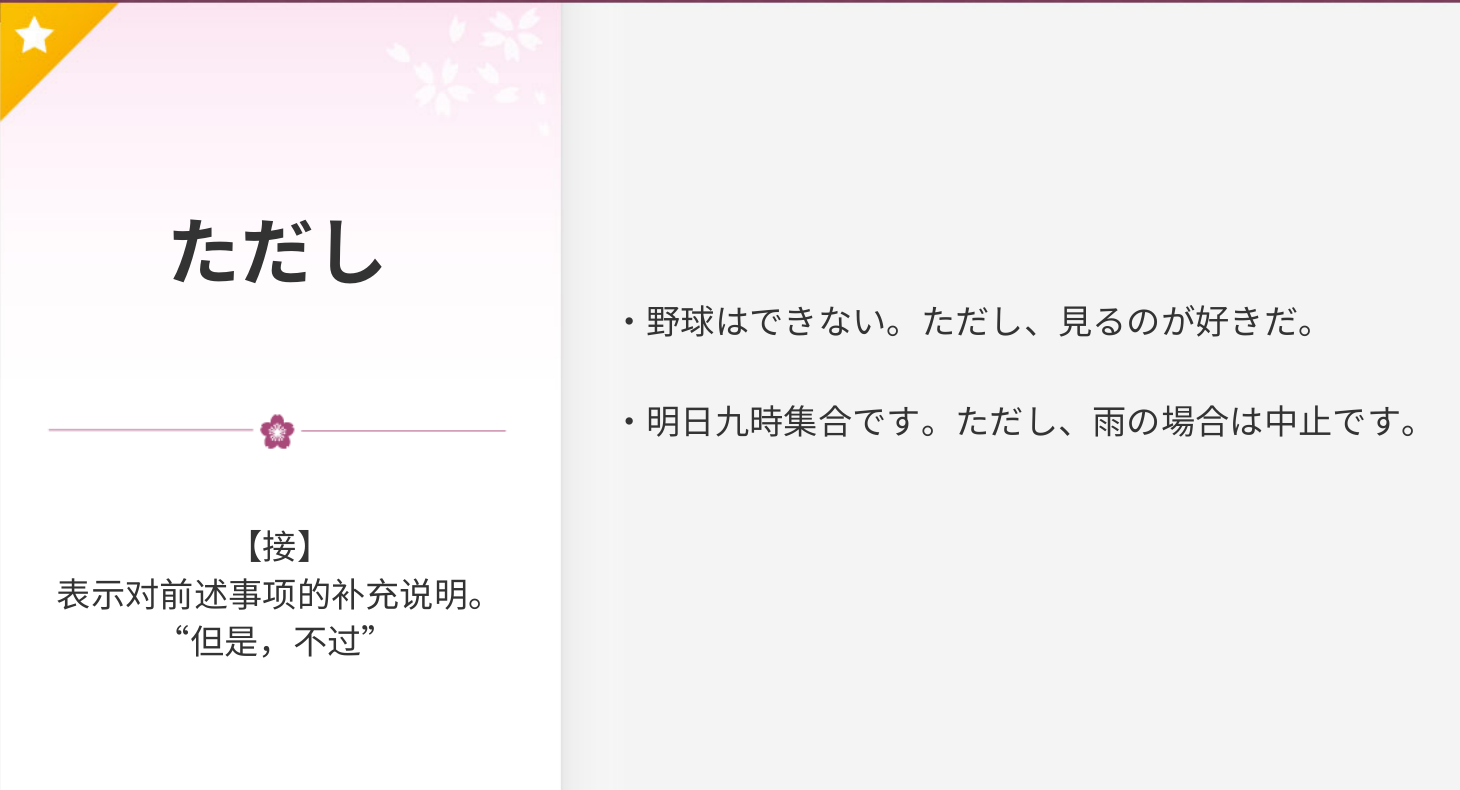 ただし
【接】
表示对前述事项的补充说明。
“但是，不过”
・野球はできない。ただし、見るのが好きだ。
・明日九時集合です。ただし、雨の場合は中止です。